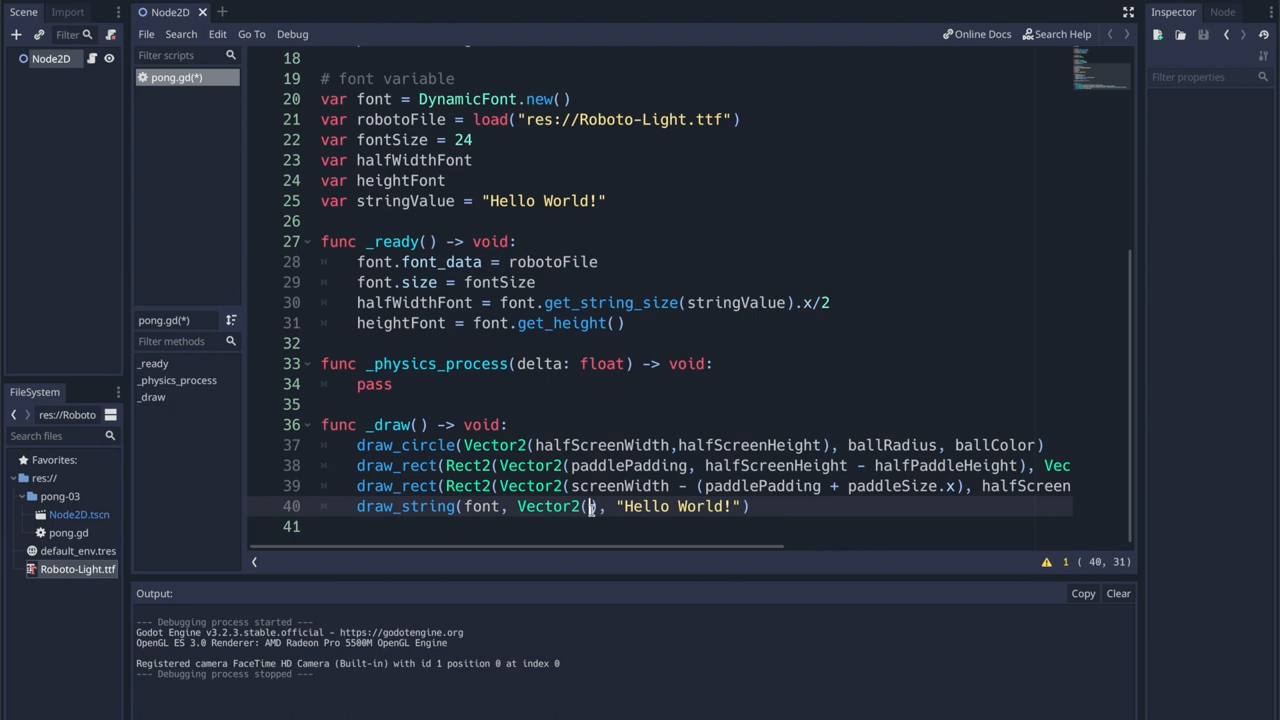 Scene Import
Filter
Node2D
FileSystem
res://Roboto
Search files
Favorites:
res://
pong-03
Node2D.tscn
pong.gd
default_env.tres
Roboto-Light.ttf
Node2D
File Search Edit Go To Debug
Online Docs Search Help
Filter scripts
pong.gd(*)
pong.gd(*)
Filter methods
_ready
_physics_process
_draw
18
19 # font variable
20 var font = DynamicFont.new()
21 var robotoFile = load("res://Roboto-Light.ttf")
22 var fontSize = 24
23 var halfWidthFont
24 var heightFont
25 var stringValue = "Hello World!"
26
27 func _ready() -> void:
28 font.font_data = robotoFile
29 font.size = fontSize
30 halfWidthFont = font.get_string_size(stringValue).x/2
31 heightFont = font.get_height()
32
33 func _physics_process(delta: float) -> void:
34 pass
35
36 func _draw() -> void:
37 draw_circle(Vector2(halfScreenWidth,halfScreenHeight), ballRadius, ballColor)
38 draw_rect(Rect2(Vector2(paddlePadding, halfScreenHeight - halfPaddleHeight), Vec
39 draw_rect(Rect2(Vector2(screenWidth - (paddlePadding + paddleSize.x), halfScreen
40 draw_string(font, Vector2(), "Hello World!")
41
1 ( 40, 31)
Output: Copy Clear
--- Debugging process started ---
Godot Engine v3.2.3.stable.official - https://godotengine.org
OpenGL ES 3.0 Renderer: AMD Radeon Pro 5500M OpenGL Engine
Registered camera FaceTime HD Camera (Built-in) with id 1 position 0 at index 0
--- Debugging process stopped ---
Inspector Node
Filter properties